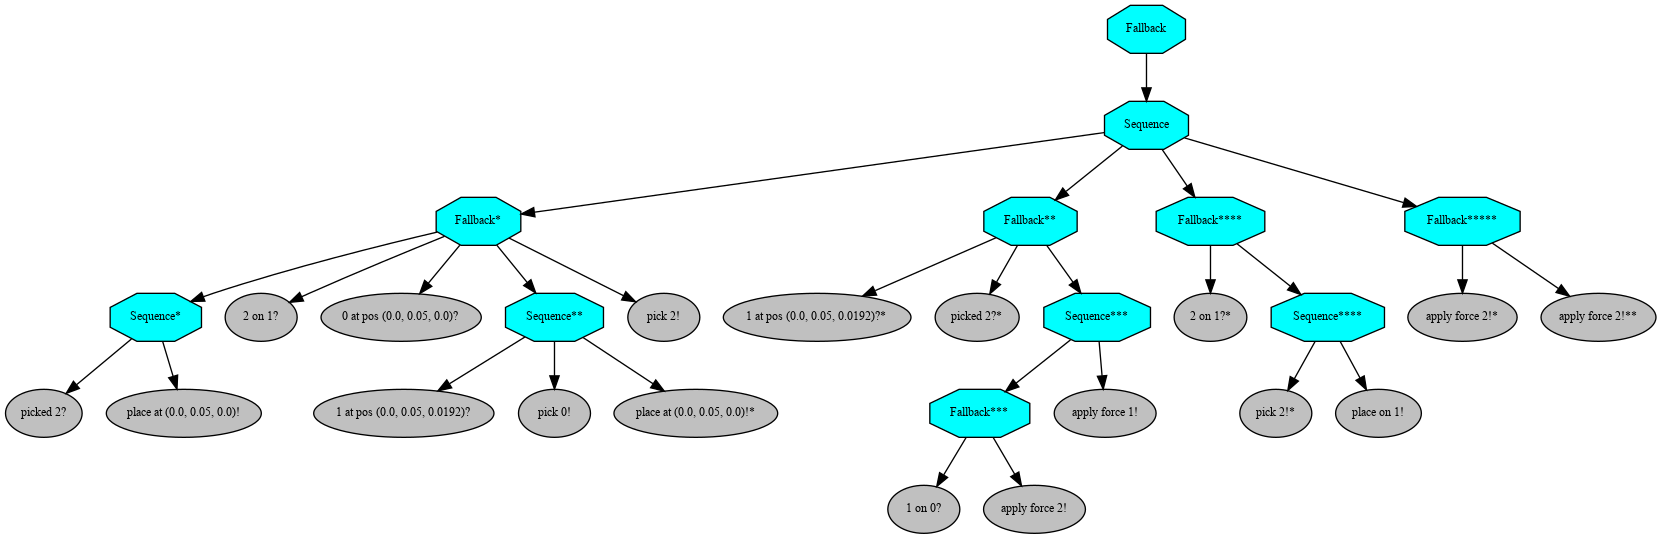 Fallback
Sequence
Fallback*
Fallback**
Fallback****
Fallback*****
Sequence*
2 on 1?
0 at pos (0.0, 0.05, 0.0)?
Sequence**
pick 2!
1 at pos (0.0, 0.05, 0.0192)?*
picked 2?*
Sequence***
2 on 1?*
Sequence****
apply force 2!*
apply force 2!**
picked 2?
place at (0.0, 0.05, 0.0)!
1 at pos (0.0, 0.05, 0.0192)?
pick 0!
place at (0.0, 0.05, 0.0)!*
Fallback***
apply force 1!
pick 2!*
place on 1!
1 on 0?
apply force 2!